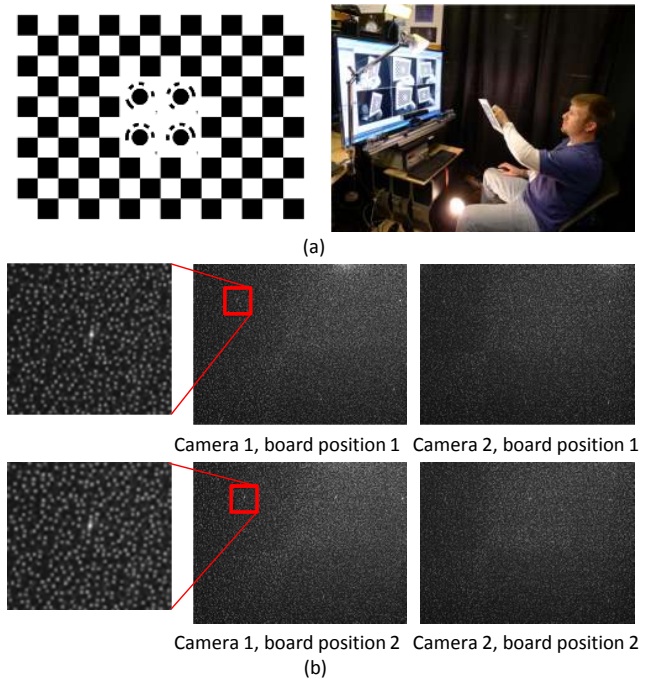 (a)
Camera 1, board position 1 Camera 2, board position 1
Camera 1, board position 2 Camera 2, board position 2
(b)